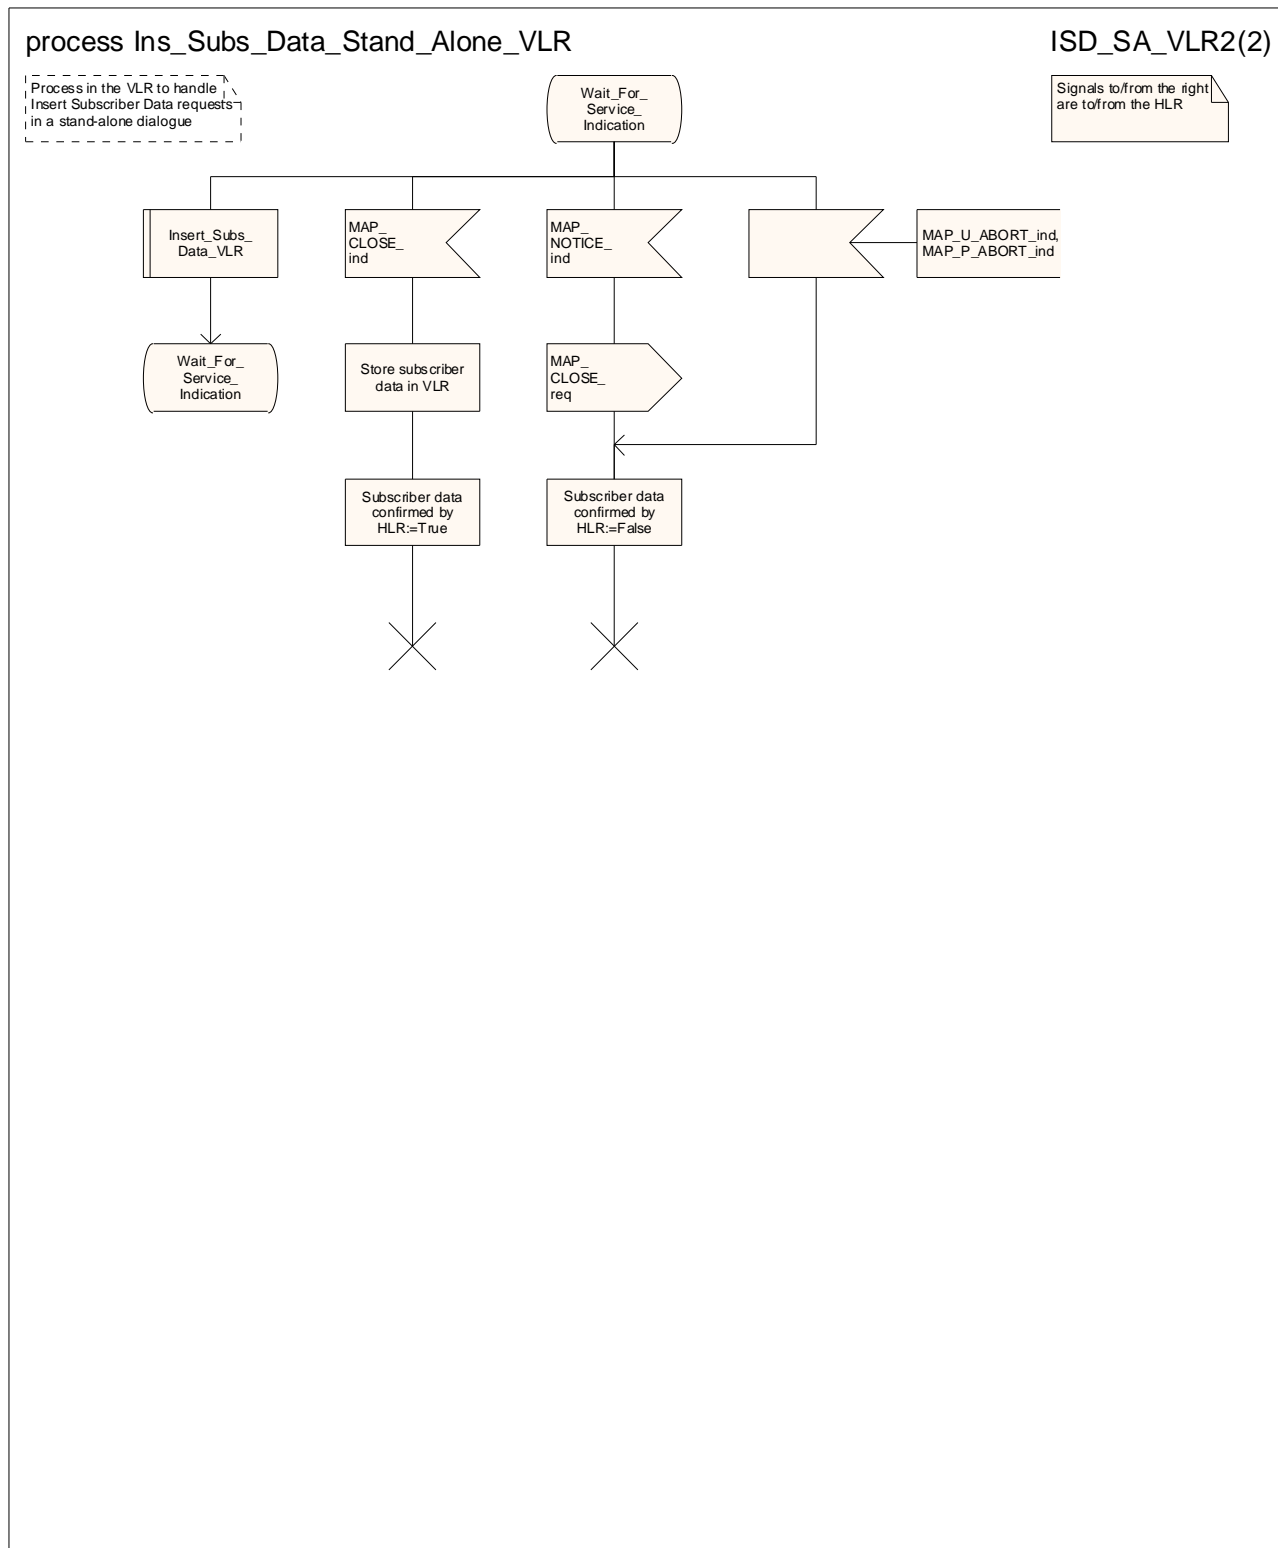 process Ins_Subs_Data_Stand_Alone_VLR
ISD_SA_VLR2(2)
Process in the VLR to handle
Insert Subscriber Data requests
in a stand-alone dialogue
Wait_For_
Service_
Indication
Signals to/from the right
are to/from the HLR
Insert_Subs_
Data_VLR
MAP_
CLOSE_
ind
MAP_
NOTICE_
ind
MAP_U_ABORT_ind,
MAP_P_ABORT_ind
Wait_For_
Service_
Indication
Store subscriber
data in VLR
MAP_
CLOSE_
req
Subscriber data
confirmed by
HLR:=True
Subscriber data
confirmed by
HLR:=False